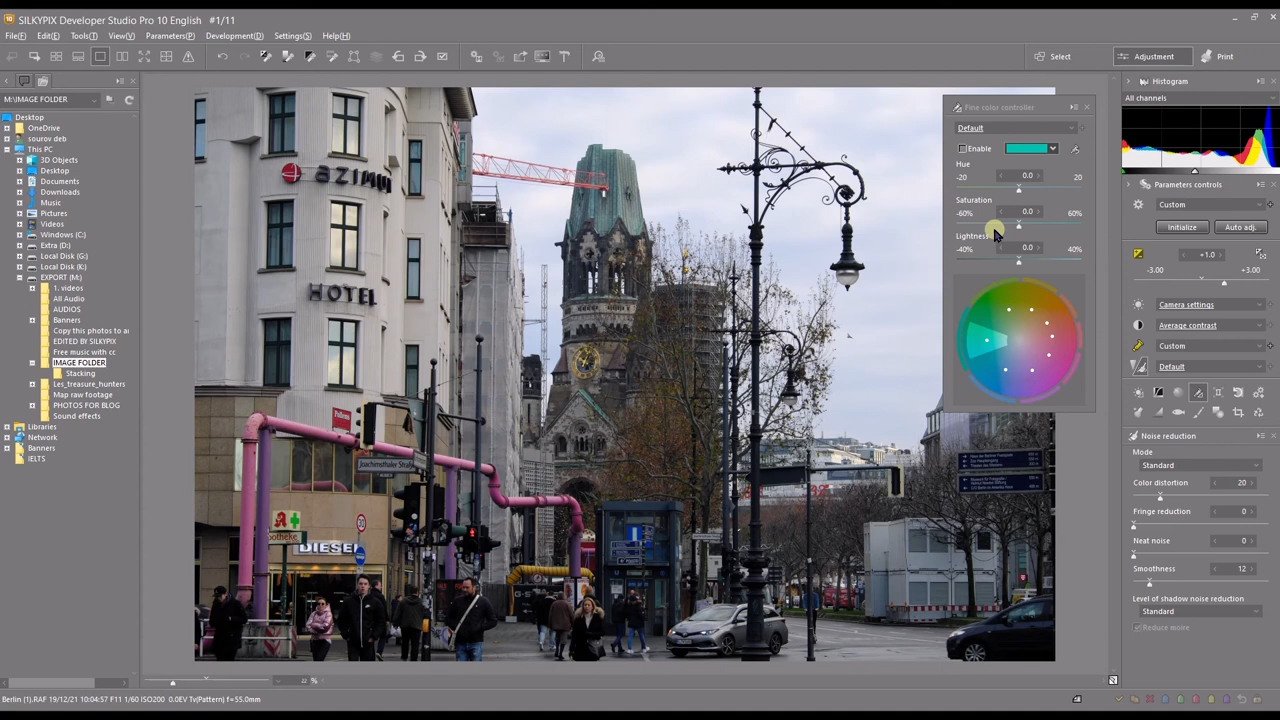 SILKYPIX Developer Studio Pro 10 English #1/11
File(F) Edit(E) Tools(T) View(V) Parameters(P) Development(D) Settings(S) Help(H)
Select
Adjustment
Print
M:\IMAGE FOLDER
Desktop
OneDrive
sourov deb
This PC
3D Objects
Desktop
Documents
Downloads
Music
Pictures
Videos
Windows (C:)
Extra (D:)
Local Disk (G:)
Local Disk (K:)
EXPORT (M:)
1. videos
All Audio
AUDIOS
Banners
Copy this photos to ar
EDITED BY SILKYPIX
Free music with cc
IMAGE FOLDER
Stacking
Les_treasure_hunters
Map raw footage
PHOTOS FOR BLOG
Sound effects
Libraries
Network
Banners
IELTS
AZIMUT
HOTEL
Pullman
Joachimsthaler Straße
Apotheke
30
DIESEL
Fine color controller
Default
Enable
Hue
-20 0.0 20
Saturation
-60% 0.0 60%
Lightness
-40% 0.0 40%
Histogram
All channels
Parameters controls
Custom
Initialize
Auto adj.
+1.0
-3.00 +3.00
Camera settings
Average contrast
Custom
Default
Noise reduction
Mode
Standard
Color distortion 20
Fringe reduction 0
Neat noise 0
Smoothness 12
Level of shadow noise reduction
Standard
Reduce moire
22 %
Berlin (1).RAF 19/12/21 10:04:57 F11 1/60 ISO200 0.0EV Tv(Pattern) f=55.0mm